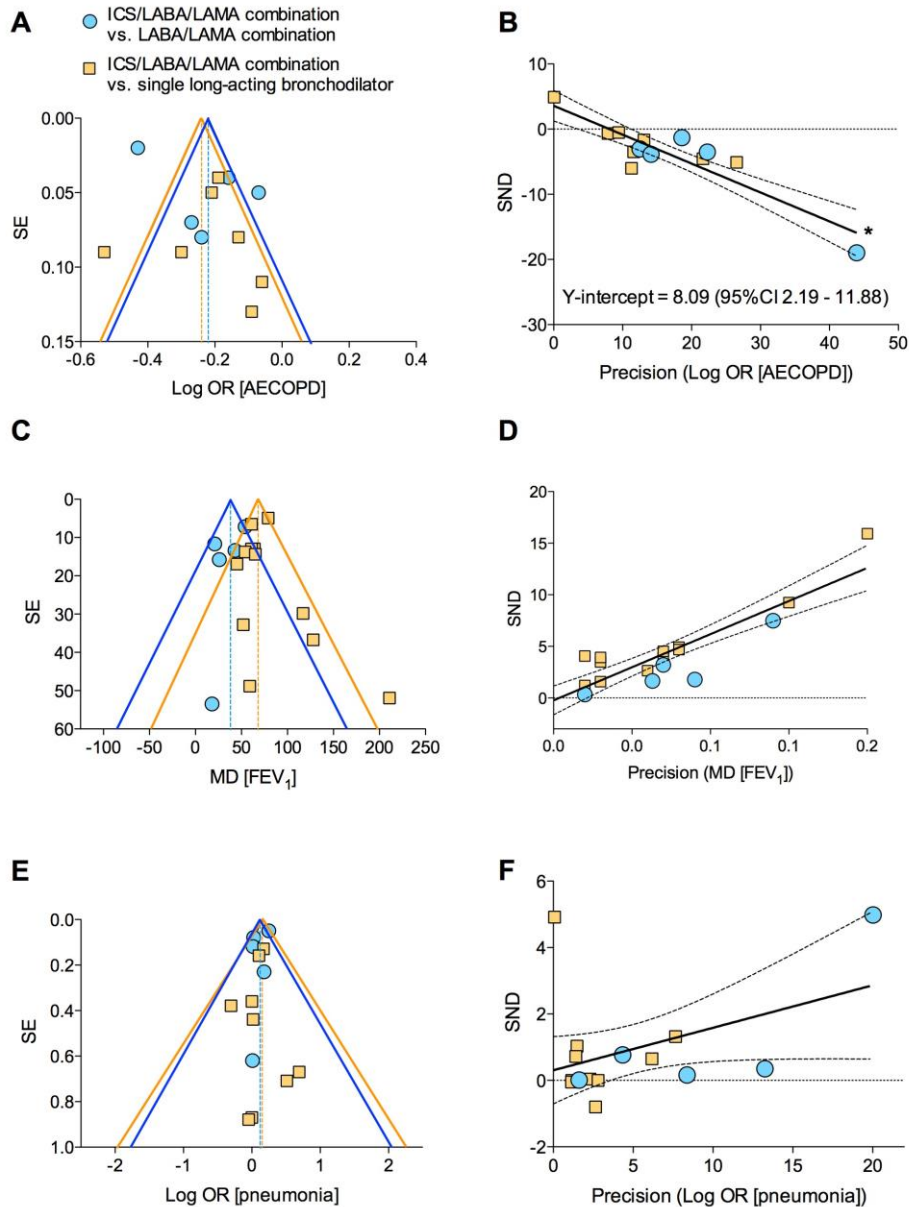 A
ICS/LABA/LAMA combination
vs. LABA/LAMA combination
ICS/LABA/LAMA combination
vs. single long-acting bronchodilator
0.00
0.05
0.10
0.15
SE
-0.6
-0.4
-0.2
0.0
0.2
0.4
Log OR [AECOPD]
B
10
0
-10
-20
-30
SND
*
Y-intercept = 8.09 (95%CI 2.19 - 11.88)
0
10
20
30
40
50
Precision (Log OR [AECOPD])
C
0
10
20
30
40
50
60
SE
-100
-50
0
50
100
150
200
250
MD [FEV₁]
D
20
15
10
5
0
SND
0.0
0.0
0.1
0.1
0.2
Precision (MD [FEV₁])
E
0.0
0.2
0.4
0.6
0.8
1.0
SE
-2
-1
0
1
2
Log OR [pneumonia]
F
6
4
2
0
-2
SND
0
5
10
15
20
Precision (Log OR [pneumonia])